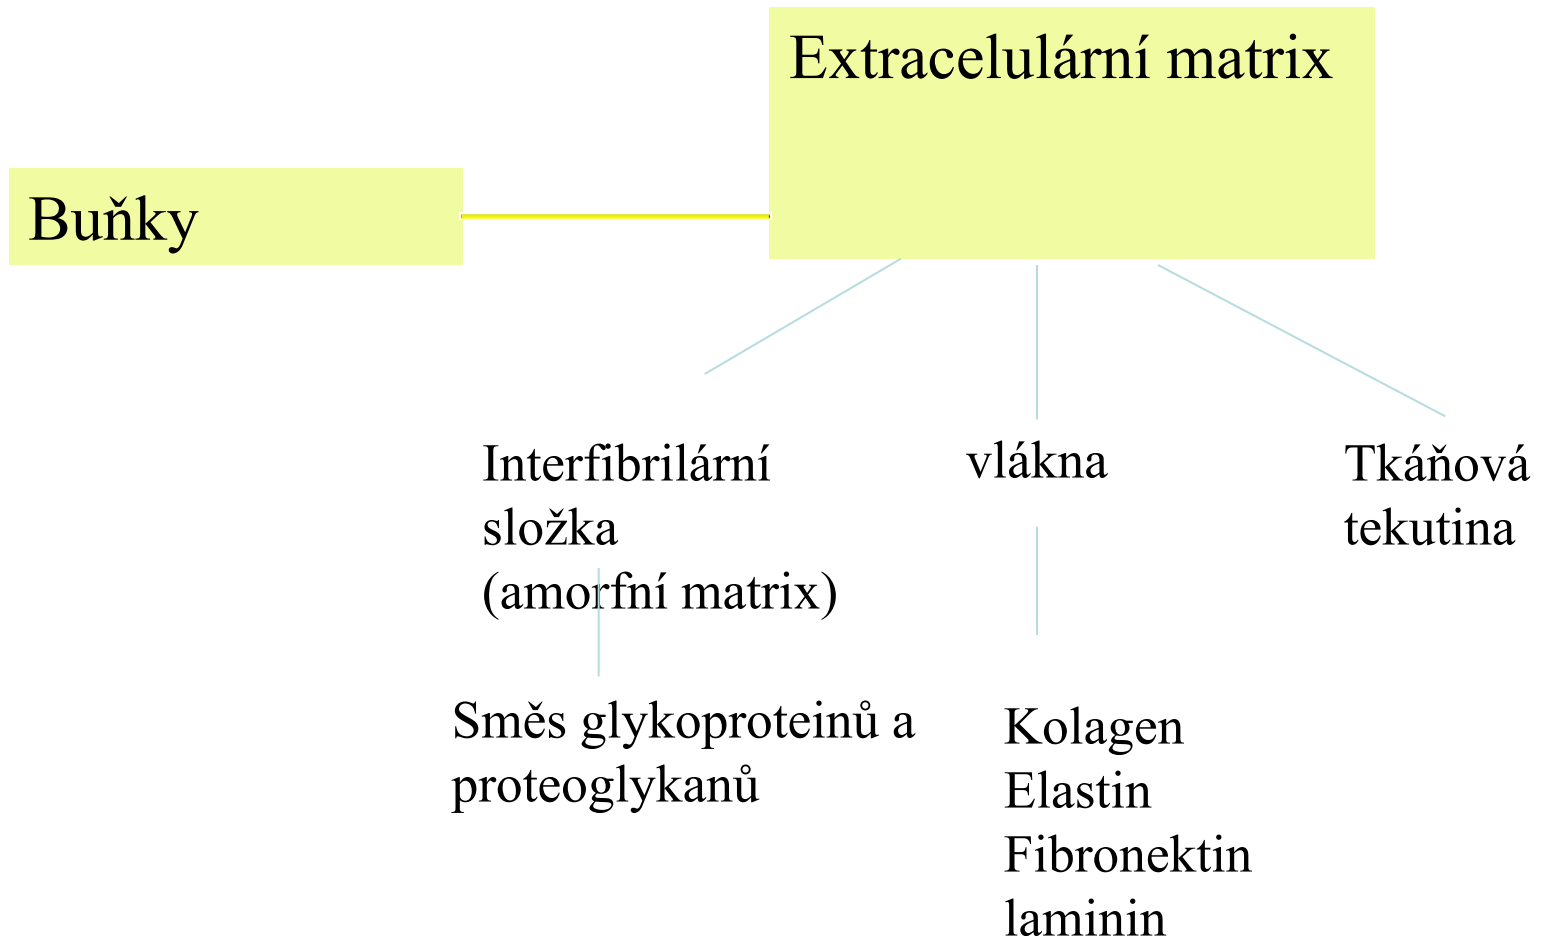 Extracelulární matrix
Buňky
Interfibrilární
složka
(amorfní matrix)
vlákna
Tkáňová
tekutina
Směs glykoproteinů a
proteoglykanů
Kolagen
Elastin
Fibronektin
laminin